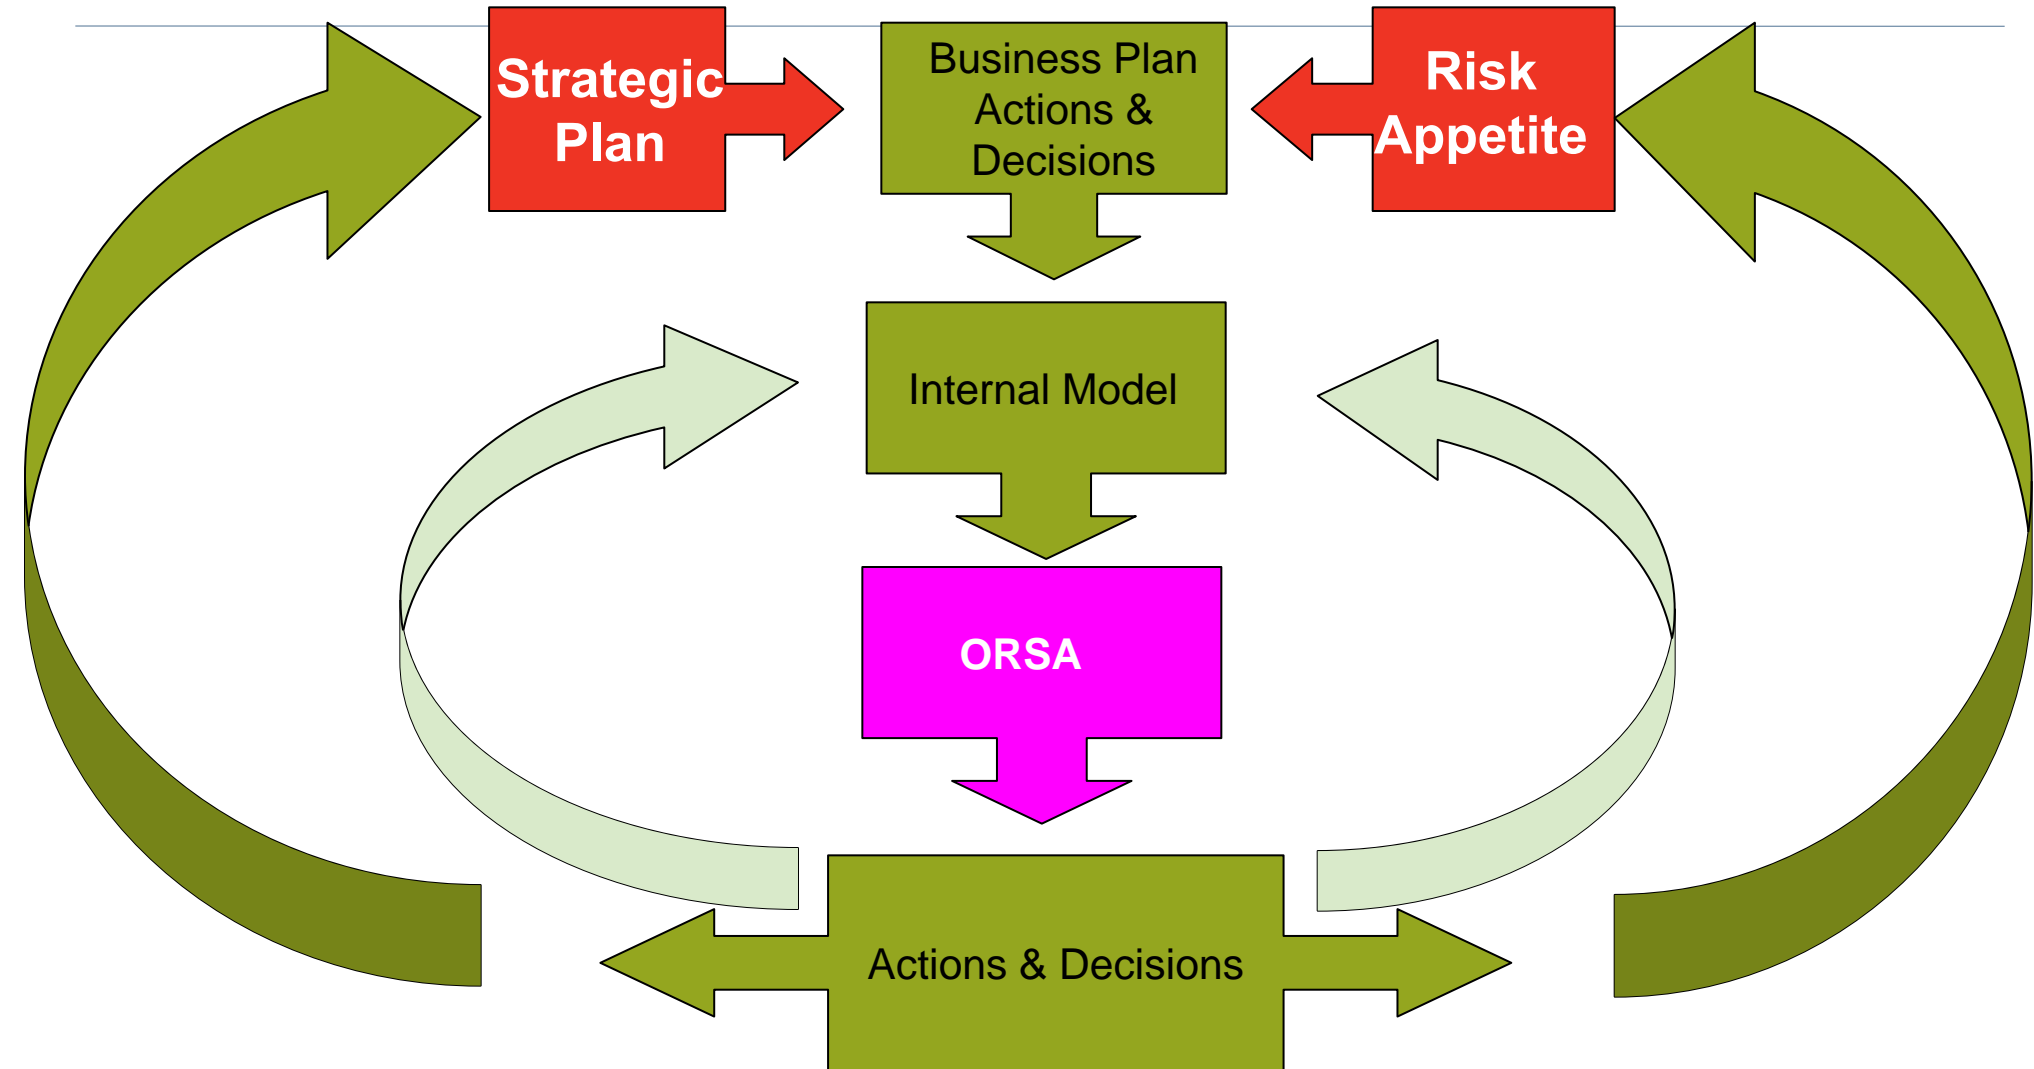 Strategic
Plan
Business Plan
Actions &
Decisions
Risk
Appetite
Internal Model
ORSA
Actions & Decisions